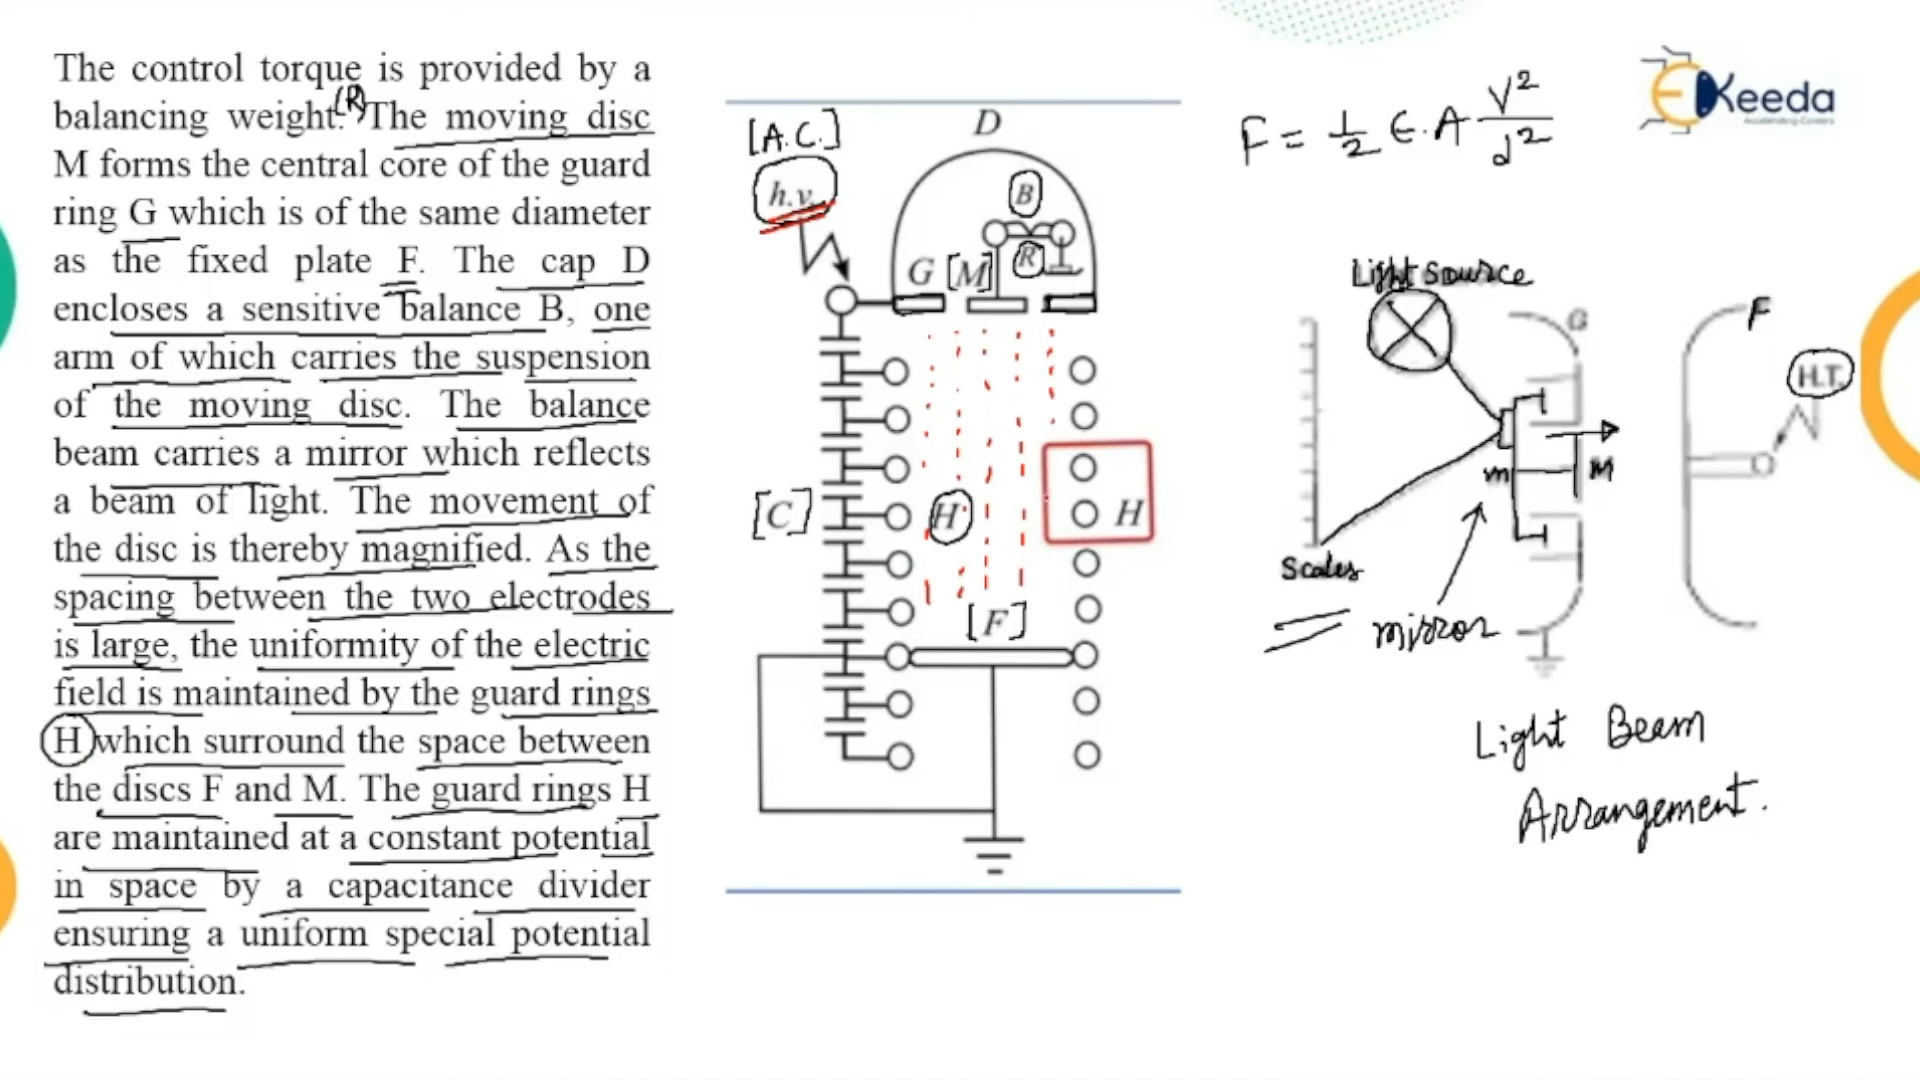 The control torque is provided by a
balancing weight.(R) The moving disc
M forms the central core of the guard
ring G which is of the same diameter
as the fixed plate F. The cap D
encloses a sensitive balance B, one
arm of which carries the suspension
of the moving disc. The balance
beam carries a mirror which reflects
a beam of light. The movement of
the disc is thereby magnified. As the
spacing between the two electrodes
is large, the uniformity of the electric
field is maintained by the guard rings
H which surround the space between
the discs F and M. The guard rings H
are maintained at a constant potential
in space by a capacitance divider
ensuring a uniform special potential
distribution.
[A.C.]
h.v.
D
B
G [M] R
[C]
H
H
[F]
F = 1/2 ε.A V²/d²
Keeda
Light Source
G
F
H.T.
m
M
Scales
mirror
Light Beam
Arrangement.